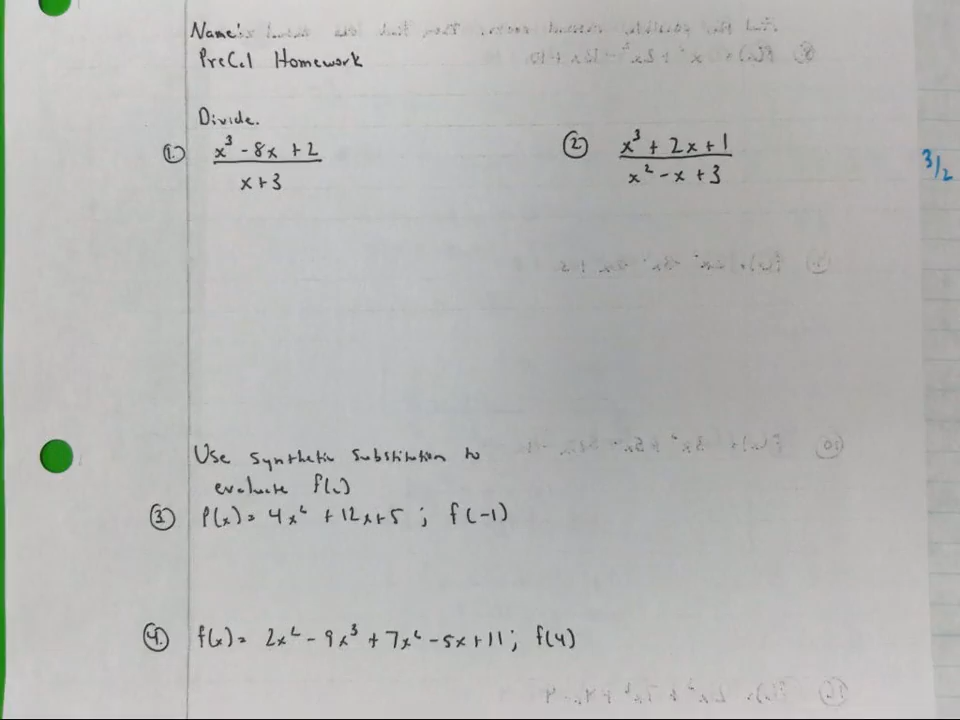 Name:
PreCal Homework
Divide.
① x³ - 8x + 2 / x + 3
② x³ + 2x + 1 / x² - x + 3
3/2
Use Synthetic Substitution to
evaluate f(x)
③ f(x) = 4x² + 12x + 5 ; f(-1)
④ f(x) = 2x⁴ - 9x³ + 7x² - 5x + 11 ; f(4)